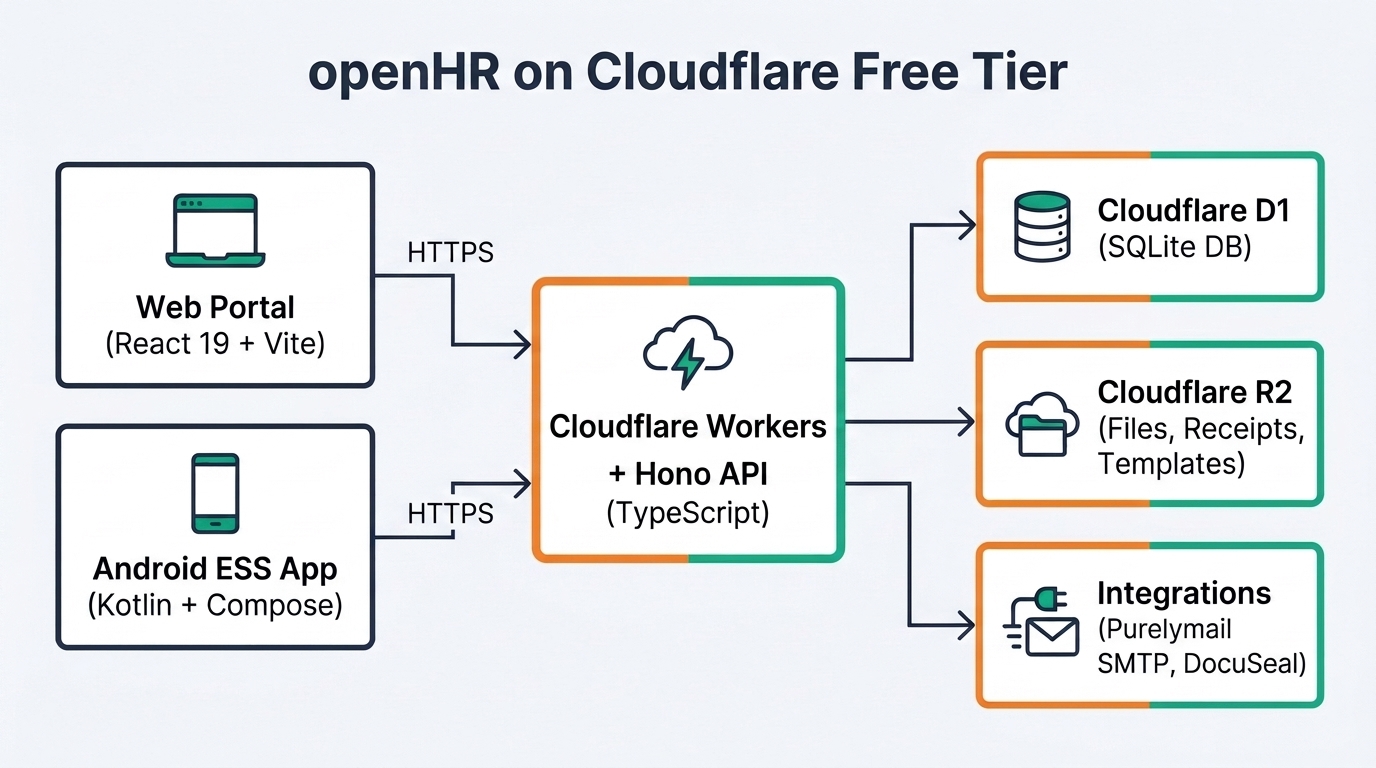 openHR on Cloudflare Free Tier
Web Portal
(React 19 + Vite)
HTTPS
Android ESS App
(Kotlin + Compose)
HTTPS
Cloudflare Workers
+ Hono API
(TypeScript)
Cloudflare D1
(SQLite DB)
Cloudflare R2
(Files, Receipts,
Templates)
Integrations
(Purelymail
SMTP, DocuSeal)